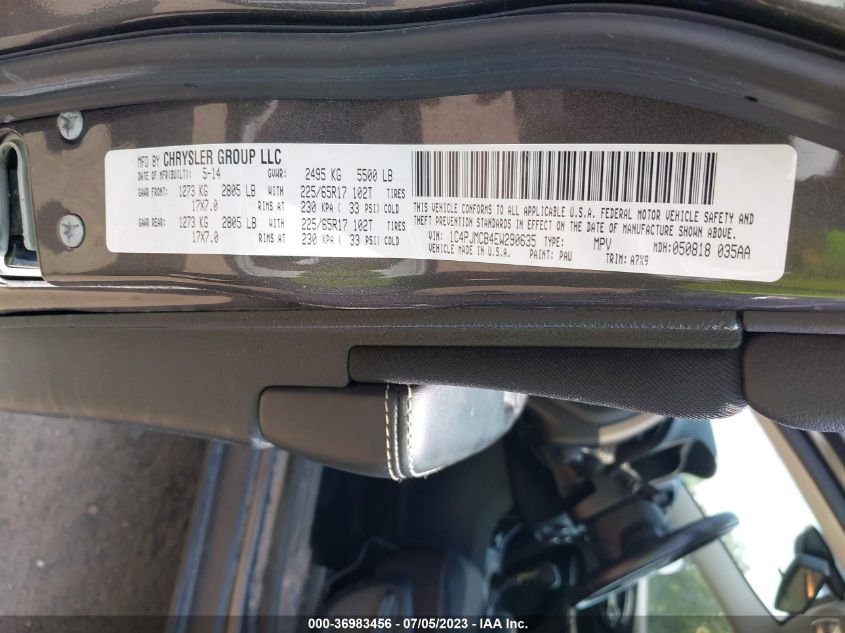 MFD BY CHRYSLER GROUP LLC
DATE OF MFR(BUILT): 5-14 GVWR: 2495 KG 5500 LB
GAWR FRONT: 1273 KG 2805 LB WITH 225/65R17 102T TIRES
17X7.0 RIMS AT 230 KPA ( 33 PSI) COLD
GAWR REAR: 1273 KG 2805 LB WITH 225/65R17 102T TIRES
17X7.0 RIMS AT 230 KPA ( 33 PSI) COLD
THIS VEHICLE CONFORMS TO ALL APPLICABLE U.S.A. FEDERAL MOTOR VEHICLE SAFETY AND
THEFT PREVENTION STANDARDS IN EFFECT ON THE DATE OF MANUFACTURE SHOWN ABOVE.
VIN: 1C4PJMCB4EW290635 TYPE: MPV MDH: 050818 035AA
VEHICLE MADE IN U.S.A. PAINT: PAU TRIM: A7X9
000-36983456 - 07/05/2023 - IAA Inc.